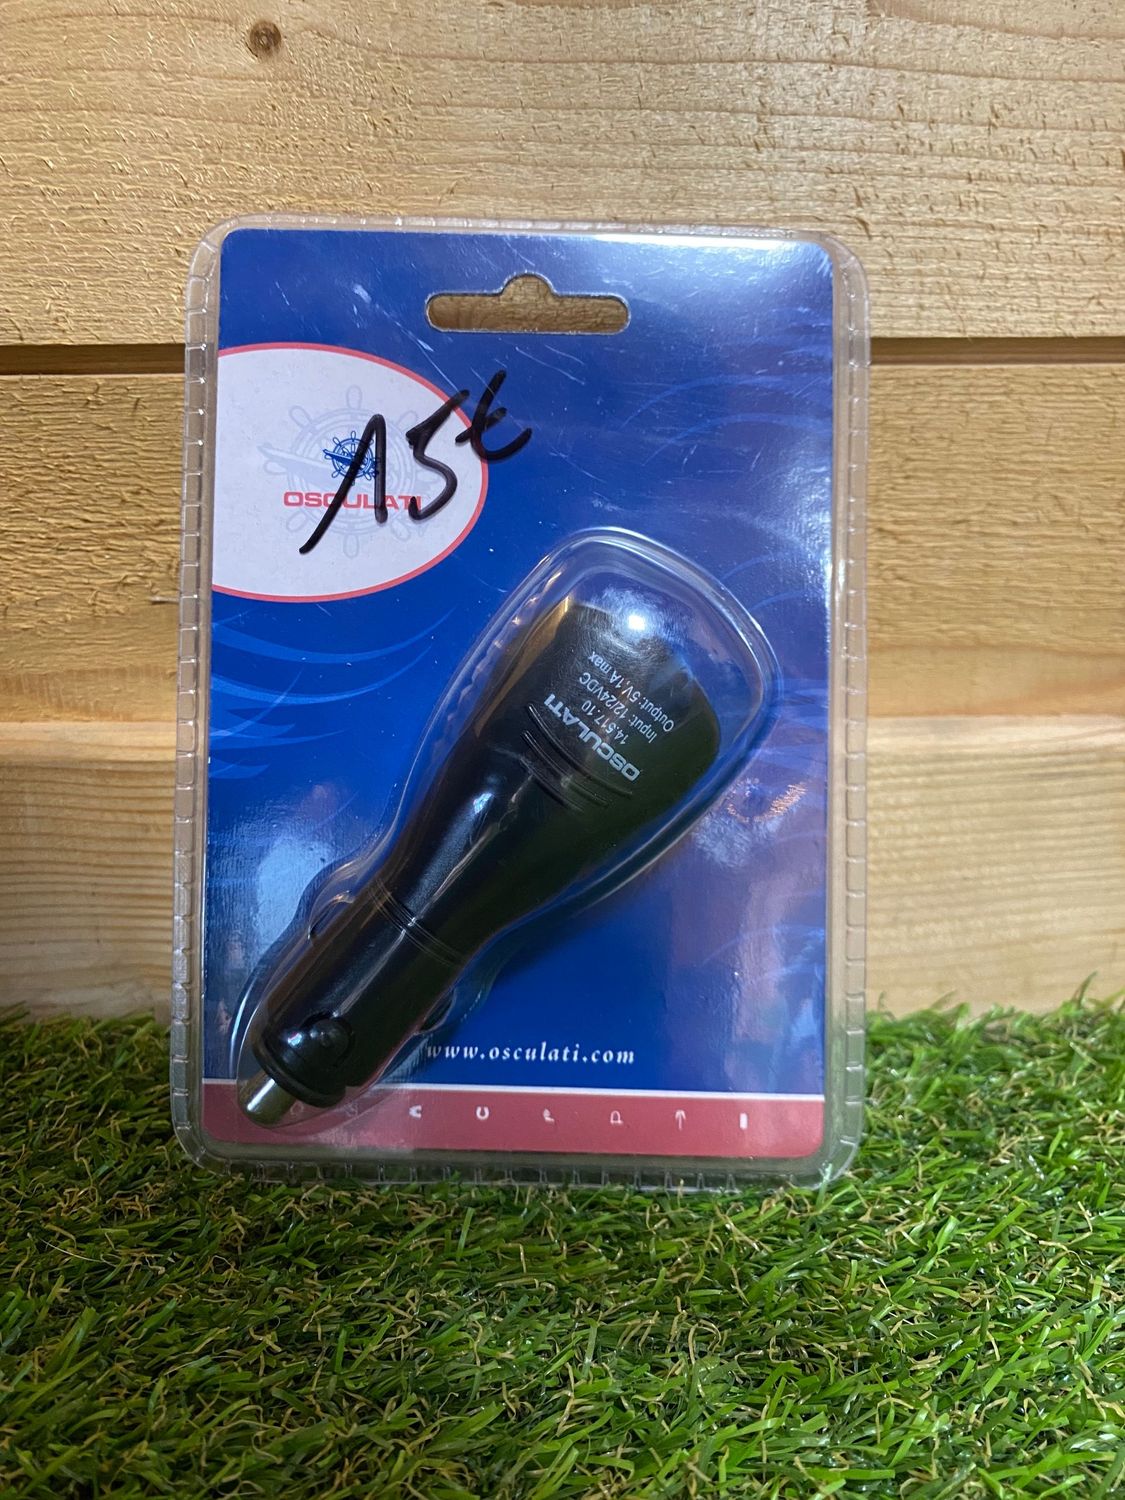 15€
OSCULATI
OSCULATI
14.517.10
Input: 12/24VDC
Output: 5V,1A max
www.osculati.com